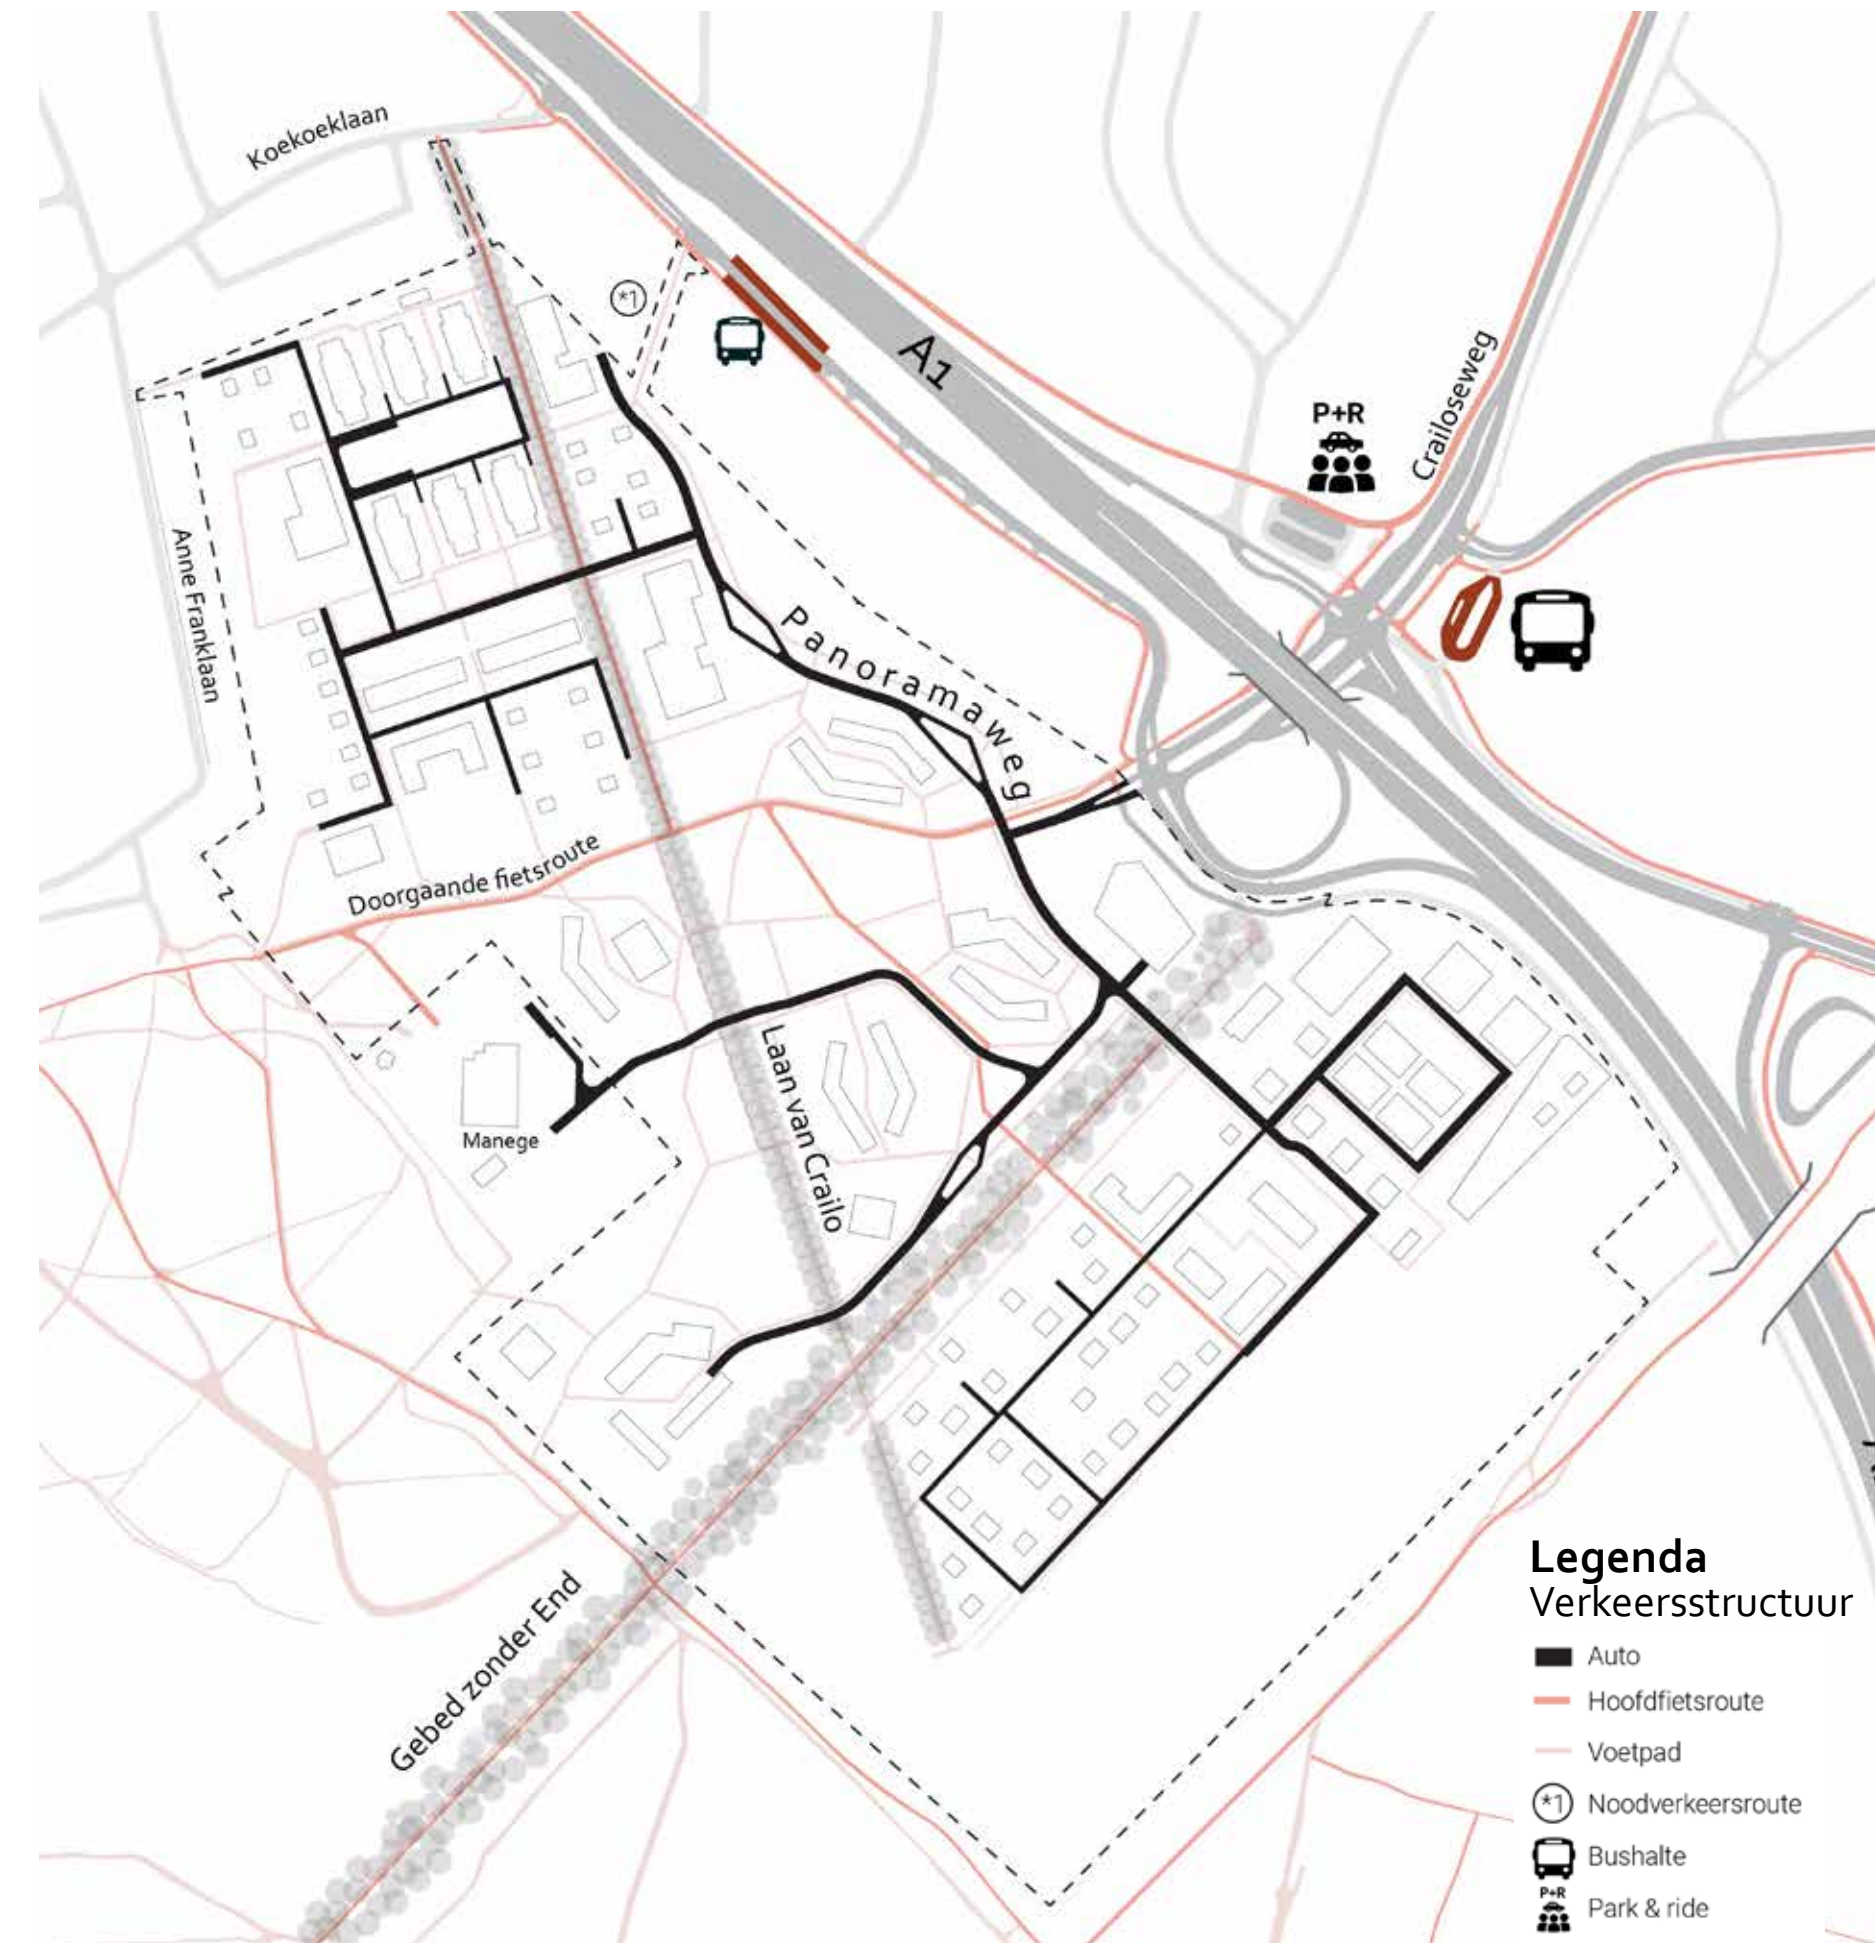 Koekoeklaan
*1
A1
P+R
Crailoseweg
Anne Franklaan
Panoramaweg
Doorgaande fietsroute
z
z
Laan van Crailo
Manege
Gebed zonder End
Legenda
Verkeersstructuur
Auto
Hoofdfietsroute
Voetpad
*1 Noodverkeersroute
Bushalte
P+R
Park & ride